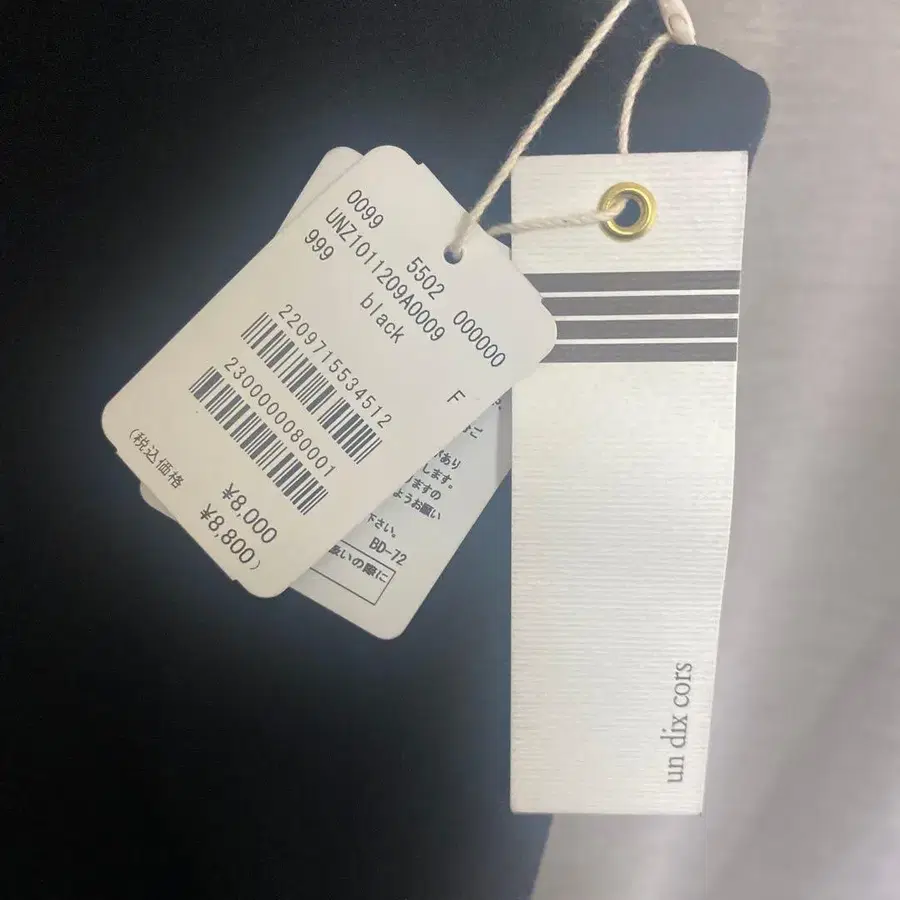 0099 5502 000000
UNZ1011209A0009
999 black F
2209715534512
2300000080001
¥8,000
(税込価格 ¥8,800)
があり
します。
ますの
ようお願い
下さい。
BD-72
扱いの際に
un dix cors